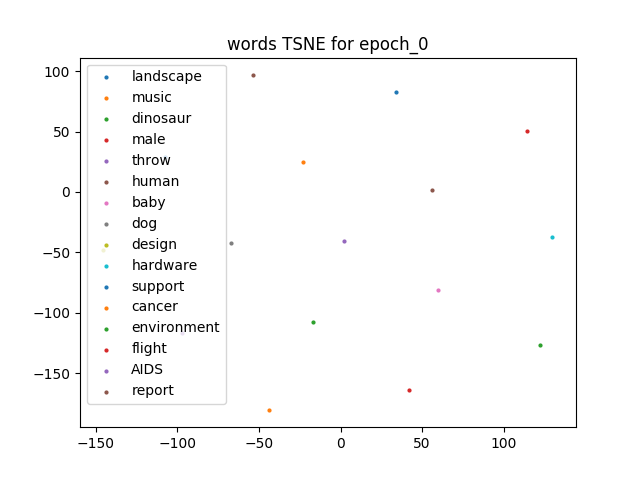 words TSNE for epoch_0
landscape
music
dinosaur
male
throw
human
baby
dog
design
hardware
support
cancer
environment
flight
AIDS
report
100
50
0
−50
−100
−150
−150
−100
−50
0
50
100